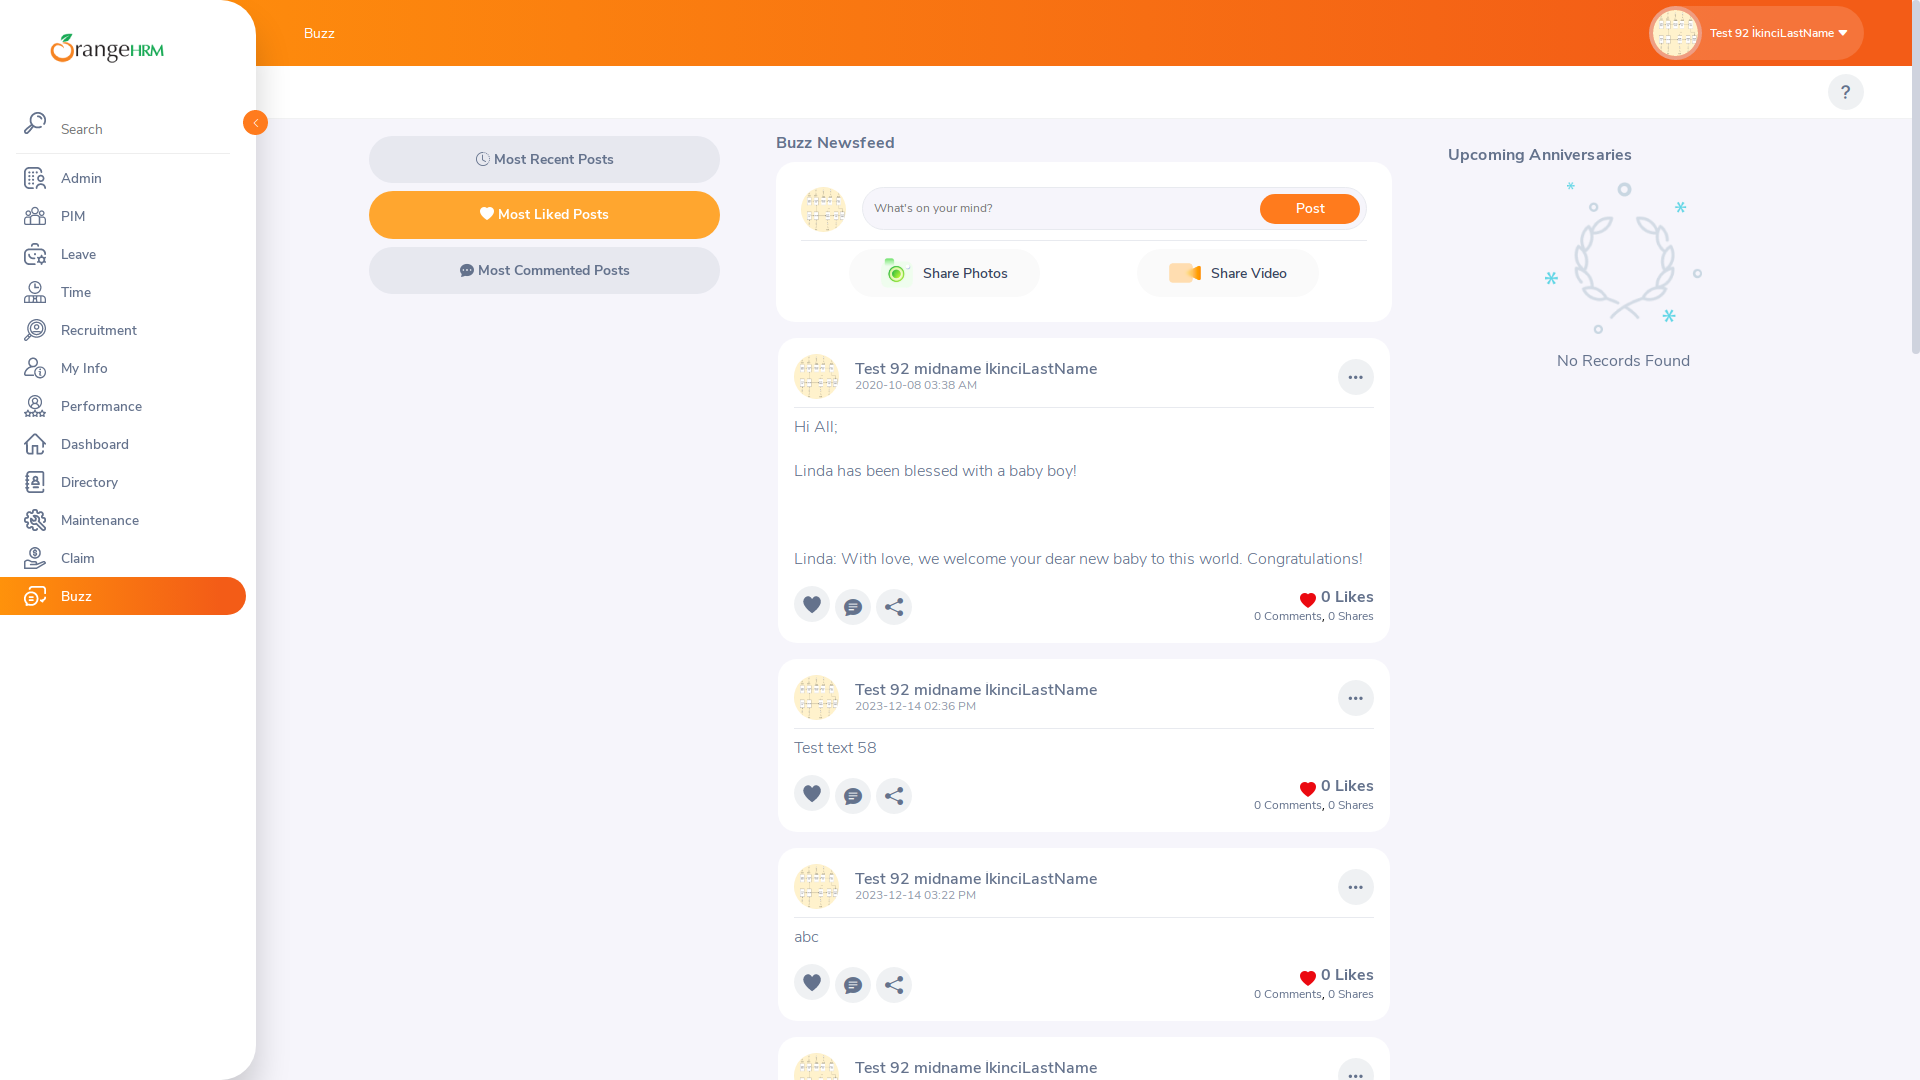 OrangeHRM
Search
Admin
PIM
Leave
Time
Recruitment
My Info
Performance
Dashboard
Directory
Maintenance
Claim
Buzz
Buzz
Test 92 İkinciLastName
?
Most Recent Posts
Most Liked Posts
Most Commented Posts
Buzz Newsfeed
What's on your mind?
Post
Share Photos
Share Video
Test 92 midname IkinciLastName
2020-10-08 03:38 AM
Hi All;
Linda has been blessed with a baby boy!
Linda: With love, we welcome your dear new baby to this world. Congratulations!
0 Likes
0 Comments, 0 Shares
Test 92 midname IkinciLastName
2023-12-14 02:36 PM
Test text 58
0 Likes
0 Comments, 0 Shares
Test 92 midname IkinciLastName
2023-12-14 03:22 PM
abc
0 Likes
0 Comments, 0 Shares
Test 92 midname IkinciLastName
Upcoming Anniversaries
No Records Found